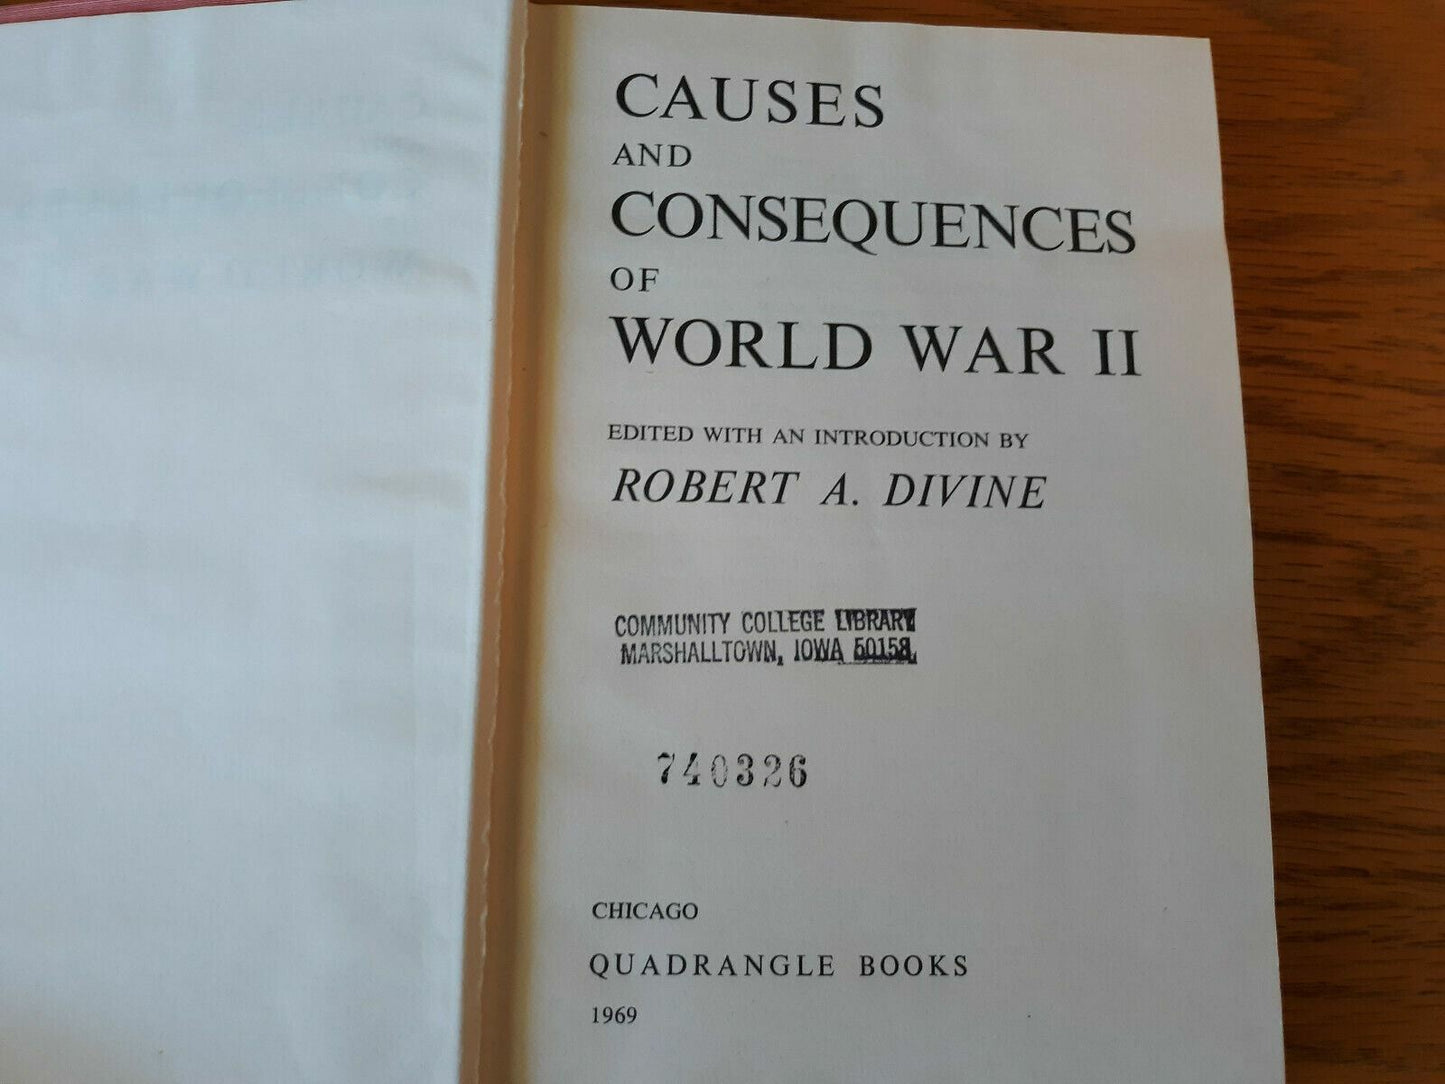 CAUSES
AND
CONSEQUENCES
OF
WORLD WAR II
EDITED WITH AN INTRODUCTION BY
ROBERT A. DIVINE
COMMUNITY COLLEGE LIBRARY
MARSHALLTOWN, IOWA 50158
740326
CHICAGO
QUADRANGLE BOOKS
1969